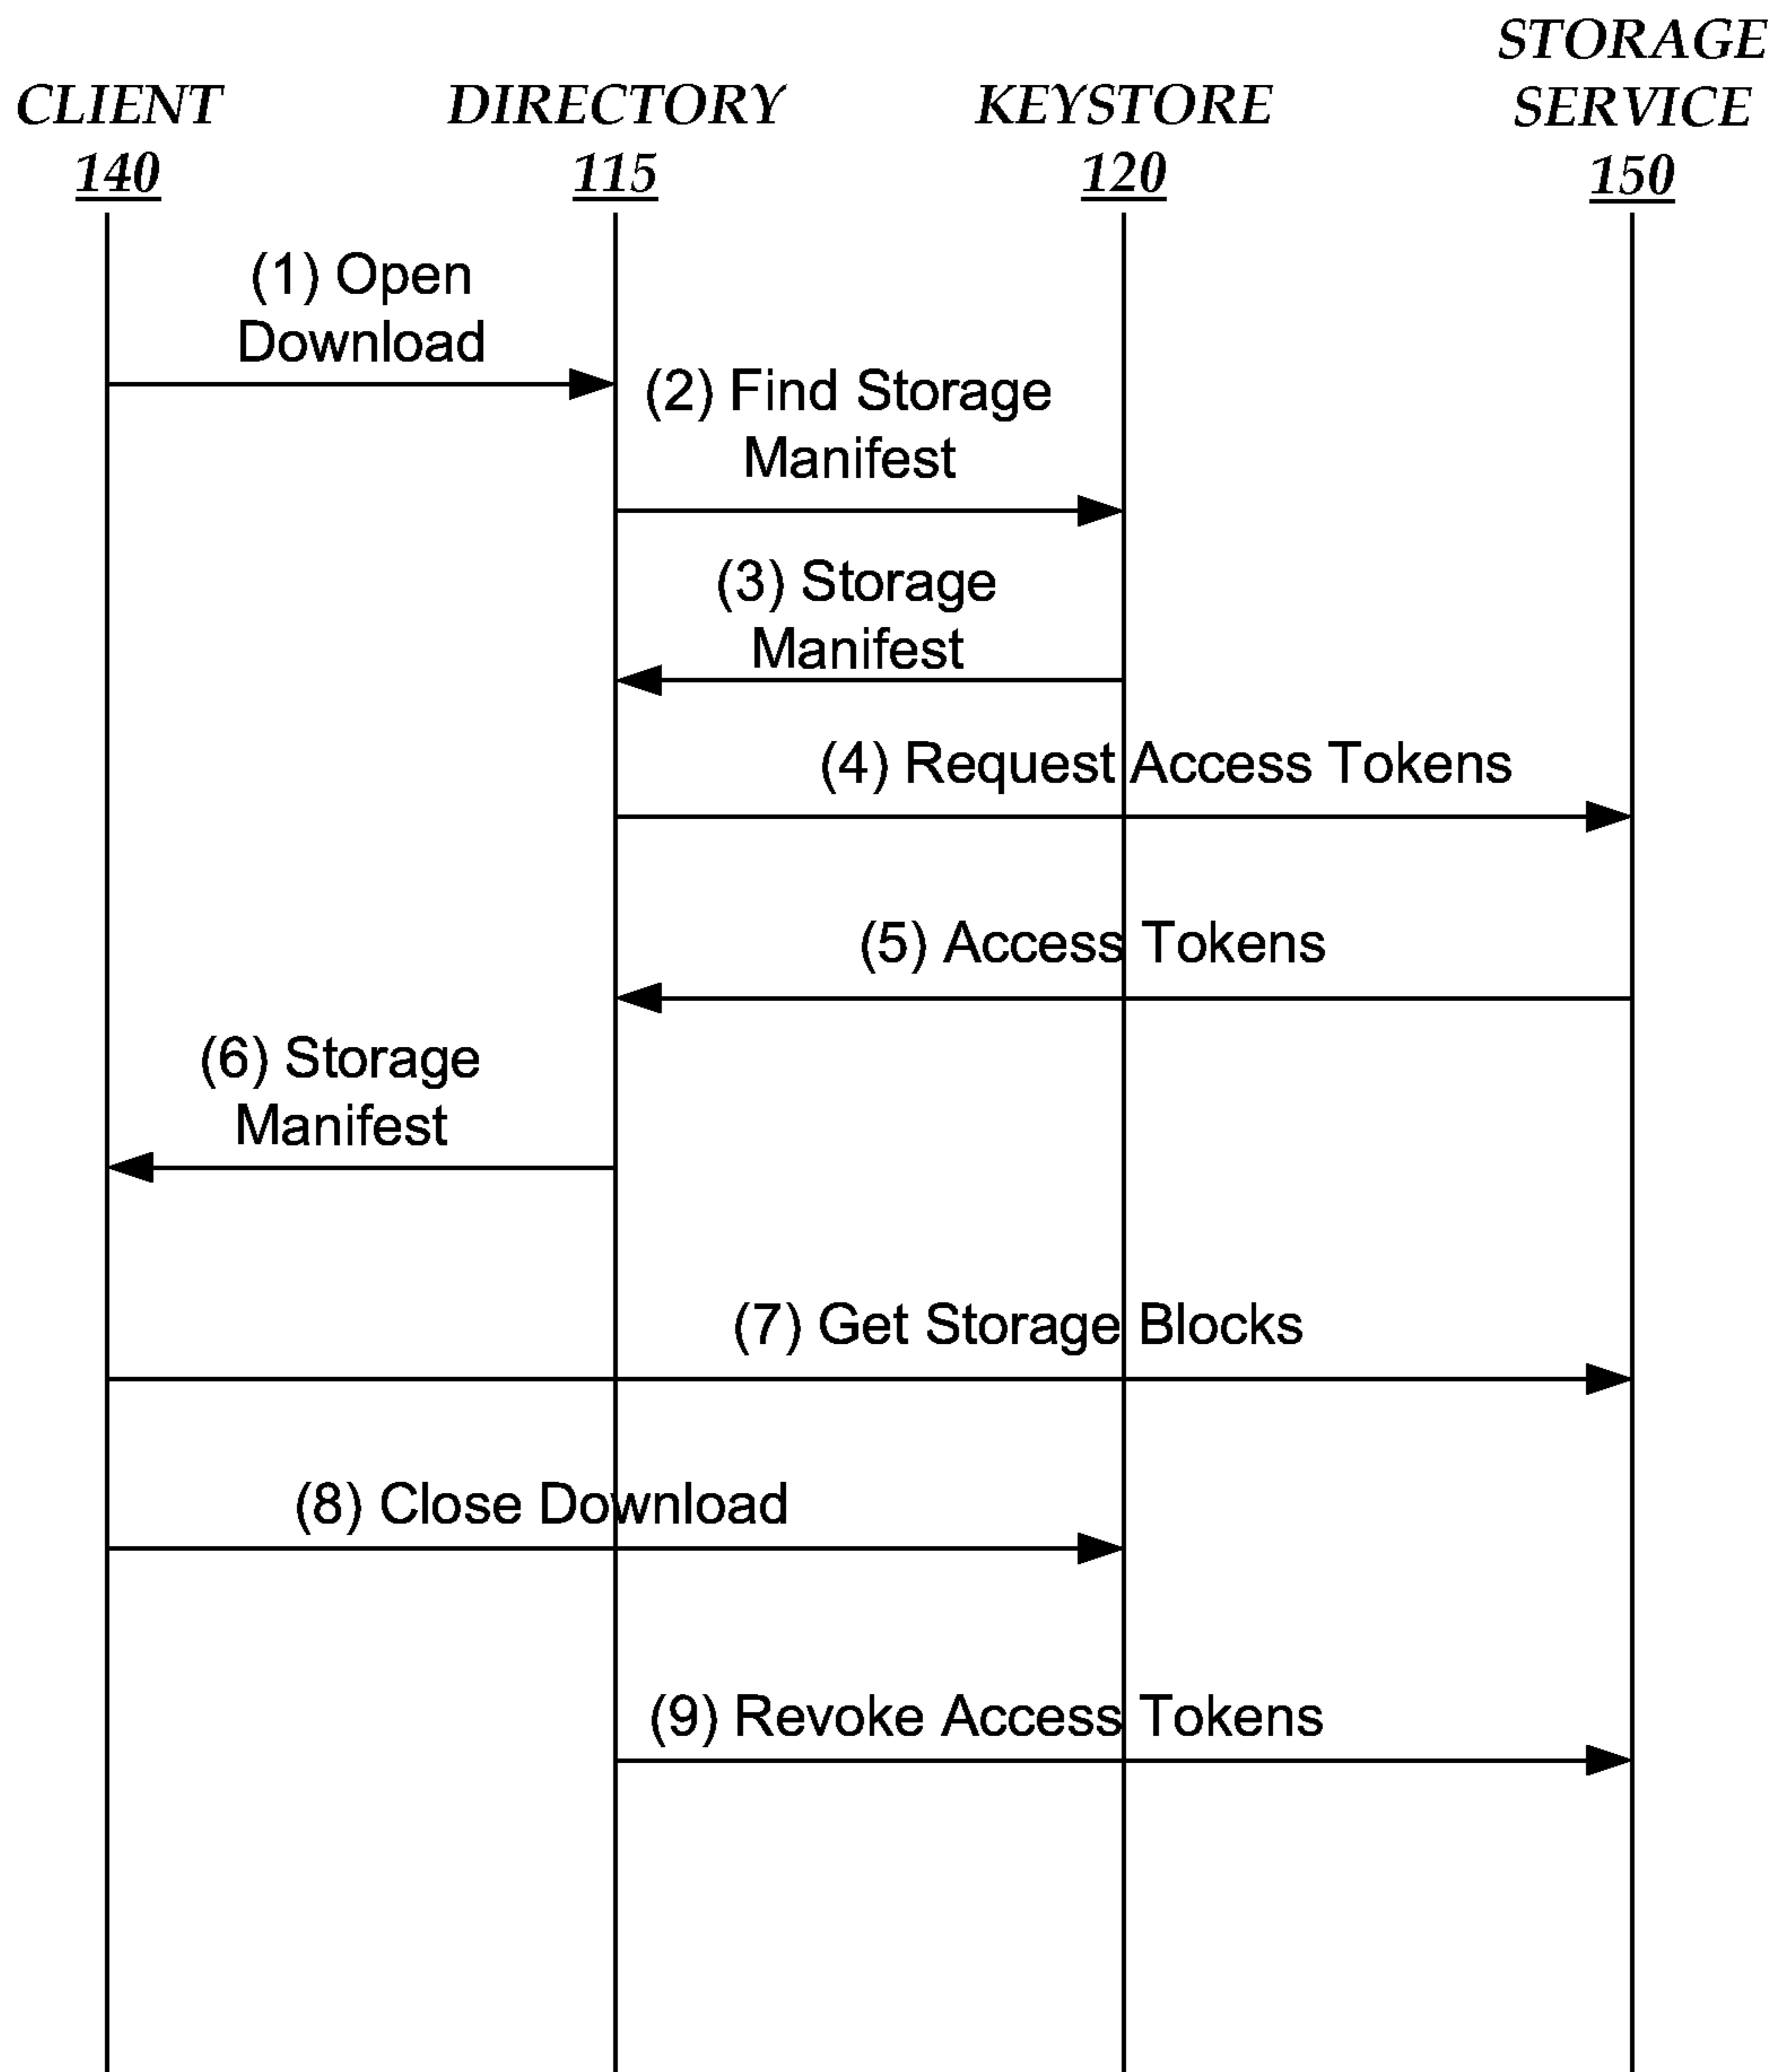 CLIENT
140
DIRECTORY
115
KEYSTORE
120
STORAGE
SERVICE
150
(1) Open
Download
(2) Find Storage
Manifest
(3) Storage
Manifest
(4) Request Access Tokens
(5) Access Tokens
(6) Storage
Manifest
(7) Get Storage Blocks
(8) Close Download
(9) Revoke Access Tokens